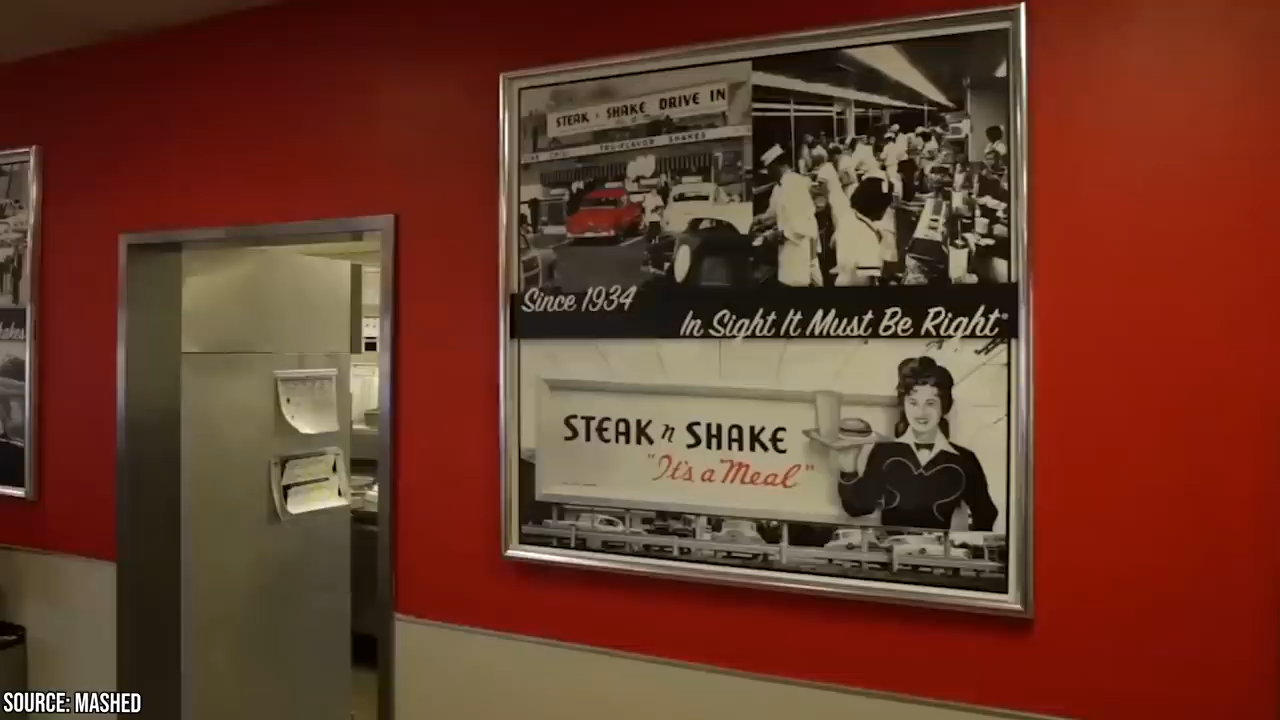 STEAK n SHAKE DRIVE IN
TRU-FLAVOR SHAKES
Since 1934
In Sight It Must Be Right®
STEAK n SHAKE
"It's a Meal"
SOURCE: MASHED